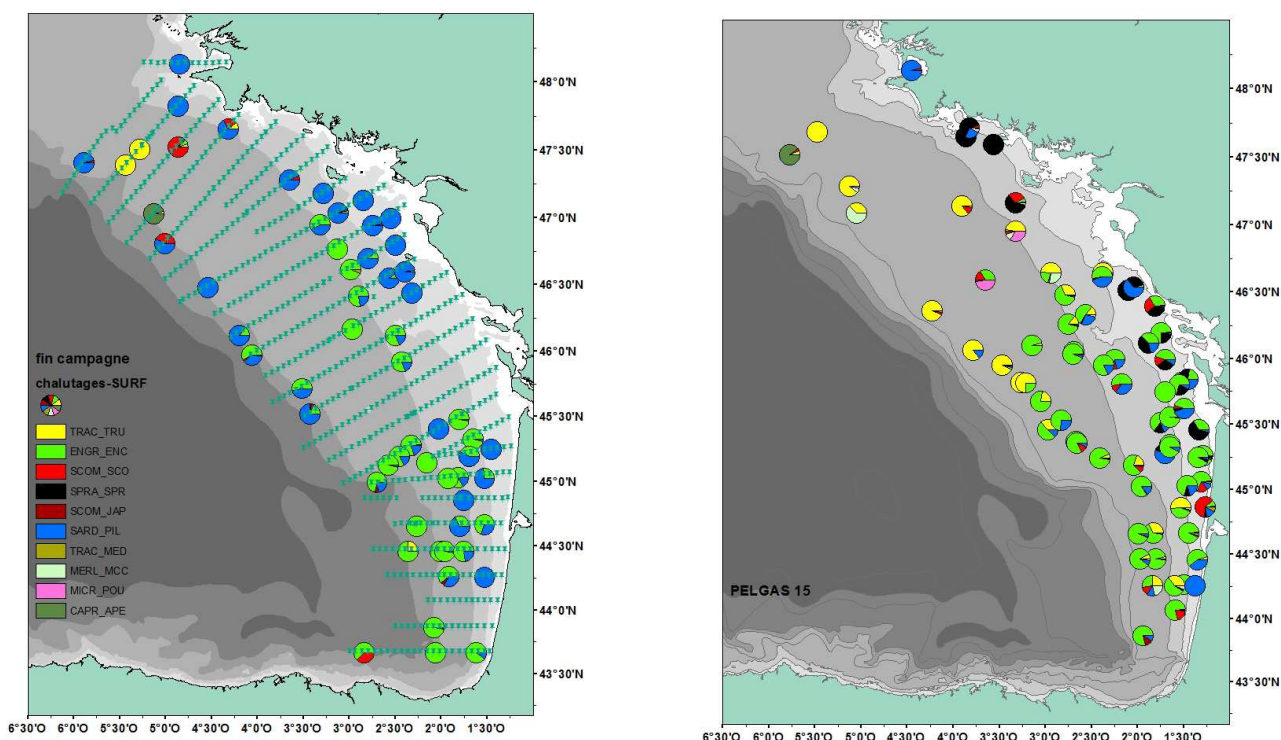 48°0'N
47°30'N
47°0'N
46°30'N
46°0'N
45°30'N
45°0'N
44°30'N
44°0'N
43°30'N
fin campagne
chalutages-SURF
TRAC_TRU
ENGR_ENC
SCOM_SCO
SPRA_SPR
SCOM_JAP
SARD_PIL
TRAC_MED
MERL_MCC
MICR_POU
CAPR_APE
6°30'O 6°0'O 5°30'O 5°0'O 4°30'O 4°0'O 3°30'O 3°0'O 2°30'O 2°0'O 1°30'O
48°0'N
47°30'N
47°0'N
46°30'N
46°0'N
45°30'N
45°0'N
44°30'N
44°0'N
43°30'N
PELGAS 15
6°30'O 6°0'O 5°30'O 5°0'O 4°30'O 4°0'O 3°30'O 3°0'O 2°30'O 2°0'O 1°30'O